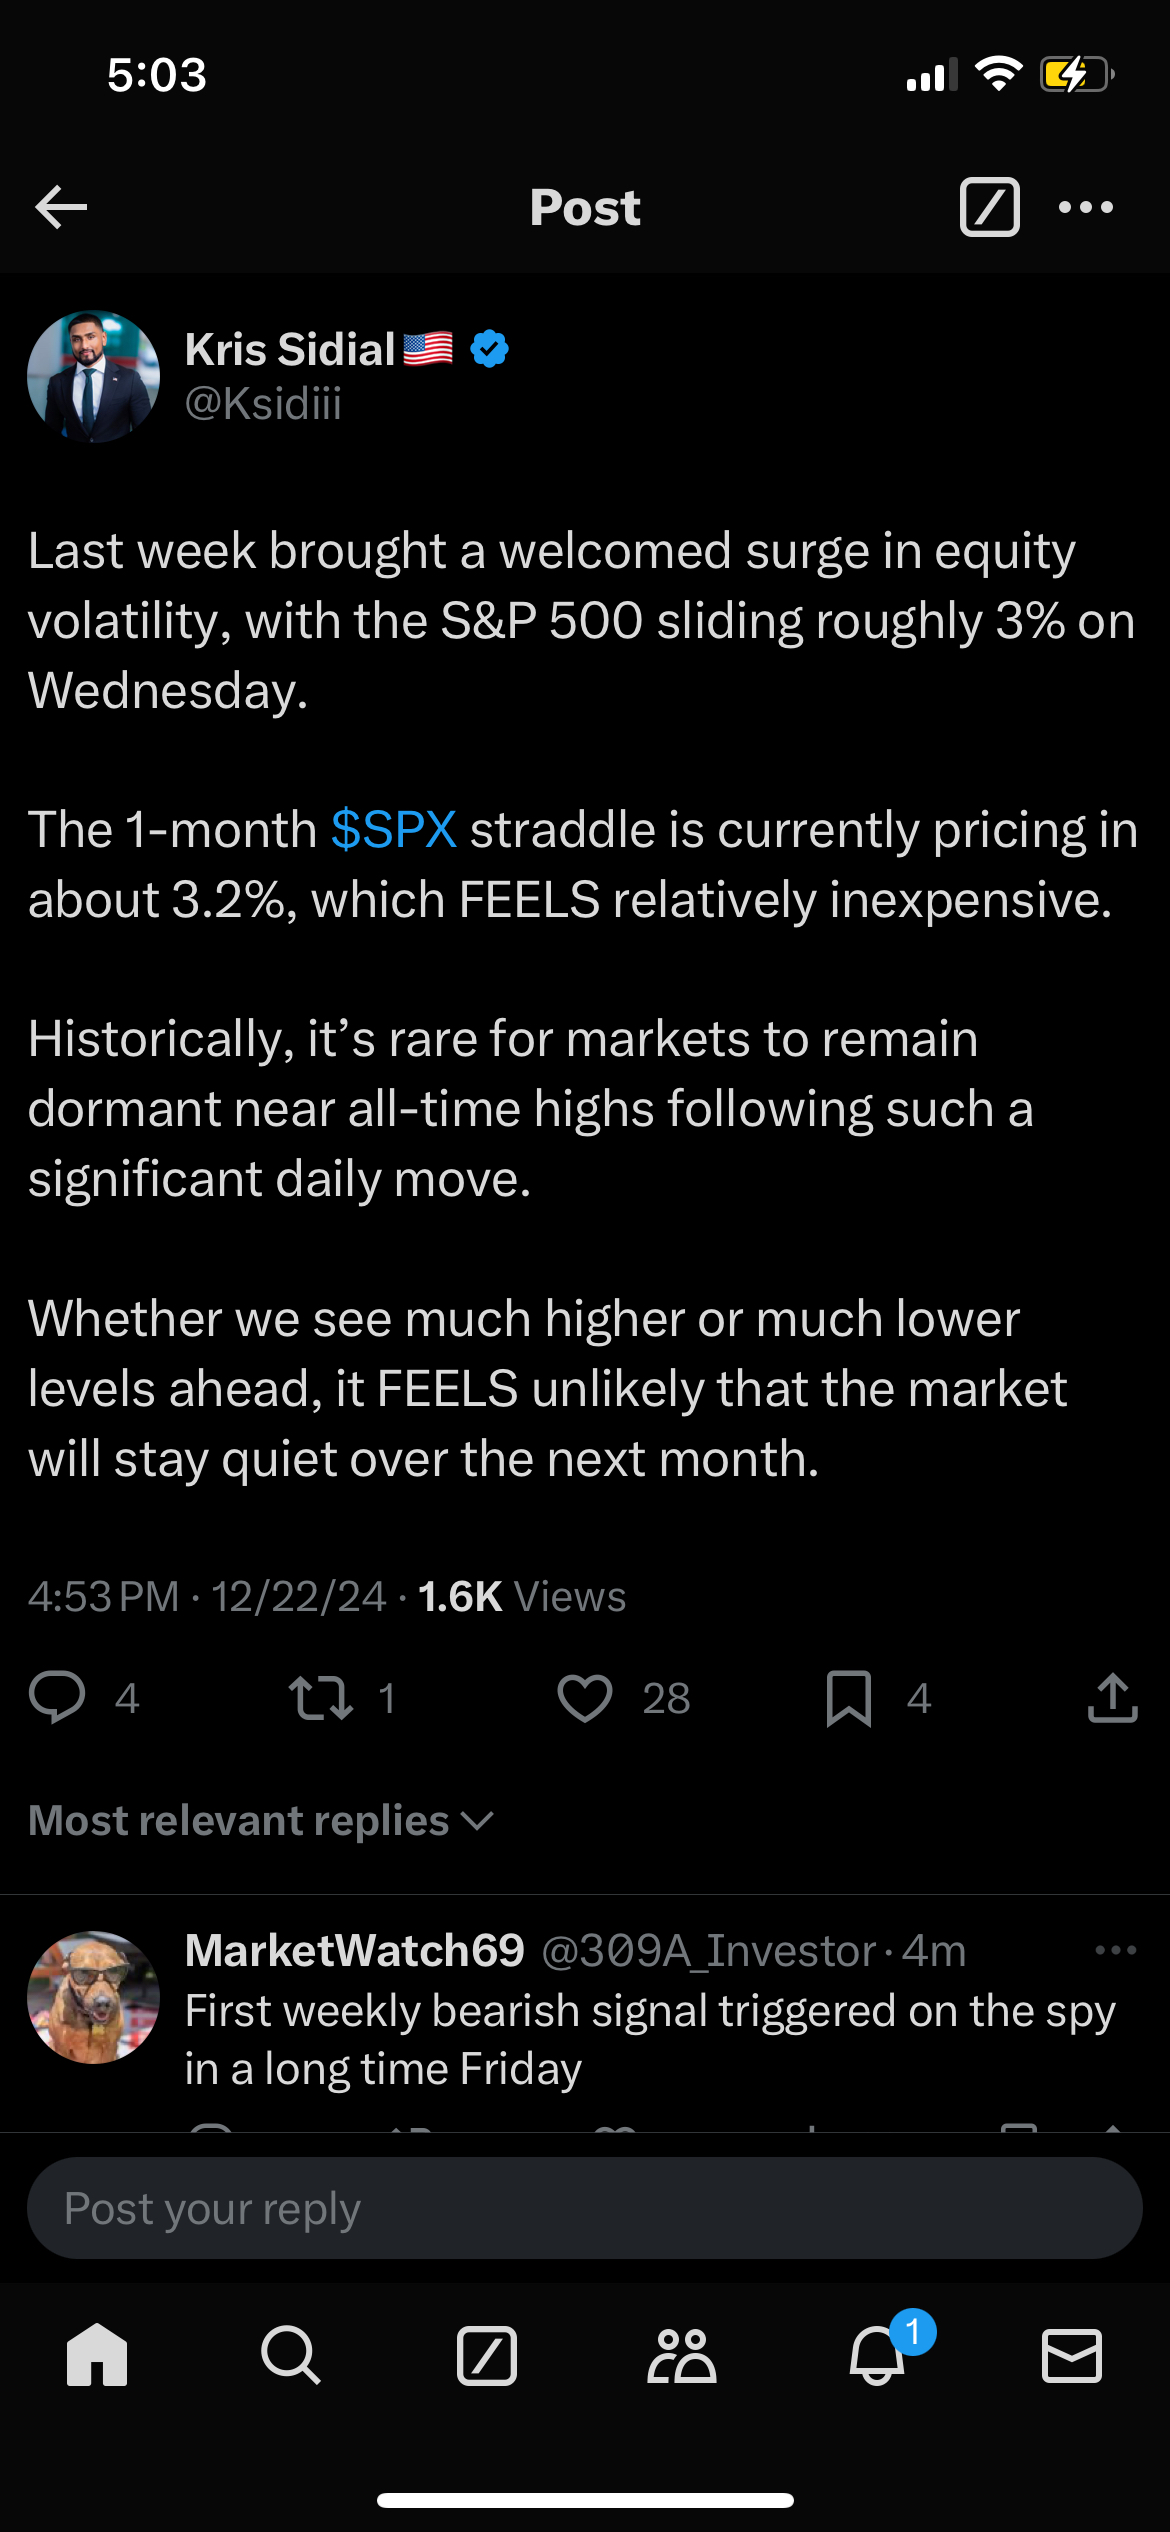 5:03
Post
Kris Sidial🇺🇸
@Ksidiii
Last week brought a welcomed surge in equity
volatility, with the S&P 500 sliding roughly 3% on
Wednesday.
The 1-month $SPX straddle is currently pricing in
about 3.2%, which FEELS relatively inexpensive.
Historically, it’s rare for markets to remain
dormant near all-time highs following such a
significant daily move.
Whether we see much higher or much lower
levels ahead, it FEELS unlikely that the market
will stay quiet over the next month.
4:53 PM · 12/22/24 · 1.6K Views
4 1 28 4
Most relevant replies
MarketWatch69 @309A_Investor · 4m
First weekly bearish signal triggered on the spy
in a long time Friday
Post your reply
1